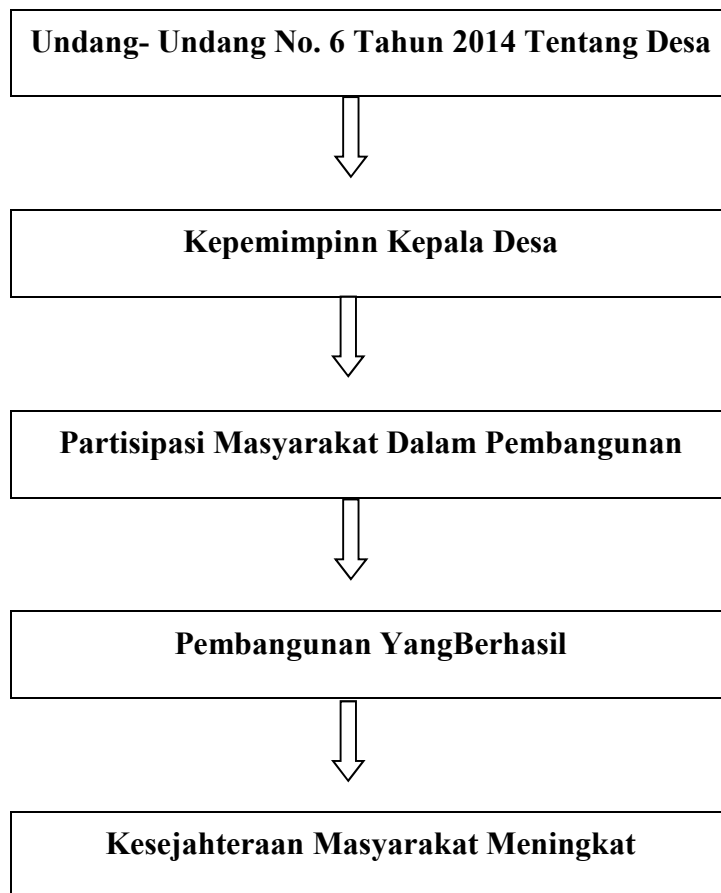 Undang- Undang No. 6 Tahun 2014 Tentang Desa
Kepemimpinn Kepala Desa
Partisipasi Masyarakat Dalam Pembangunan
Pembangunan YangBerhasil
Kesejahteraan Masyarakat Meningkat